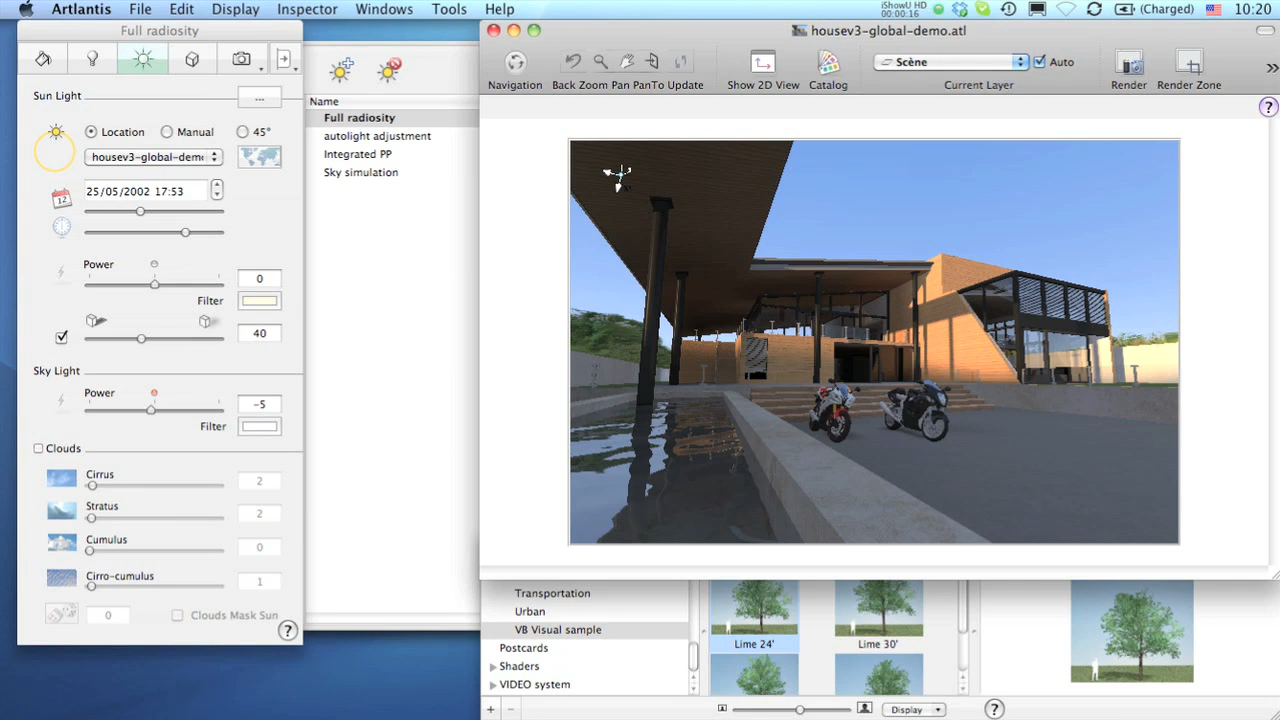 Artlantis File Edit Display Inspector Windows Tools Help
iShowU HD
00:00:16
(Charged)
10:20
Full radiosity
Sun Light
...
Location
Manual
45°
housev3-global-demo
12
25/05/2002 17:53
Power
0
Filter
40
Sky Light
Power
-5
Filter
Clouds
Cirrus
2
Stratus
2
Cumulus
0
Cirro-cumulus
1
0
Clouds Mask Sun
?
Name
Full radiosity
autolight adjustment
Integrated PP
Sky simulation
housev3-global-demo.atl
Scène
Auto
Navigation
Back Zoom Pan PanTo Update
Show 2D View
Catalog
Current Layer
Render
Render Zone
»
?
Transportation
Urban
VB Visual sample
Postcards
Shaders
VIDEO system
Lime 24'
Lime 30'
+
-
Display
?